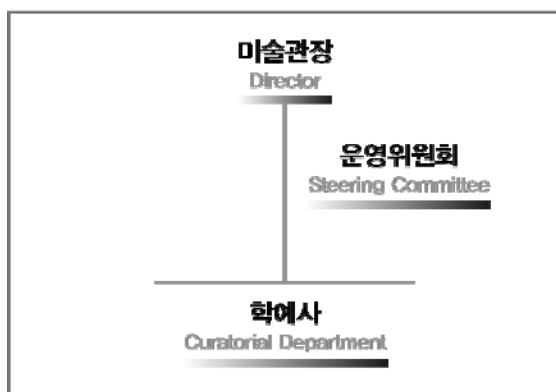 미술관장
Director
운영위원회
Steering Committee
학예사
Curatorial Department